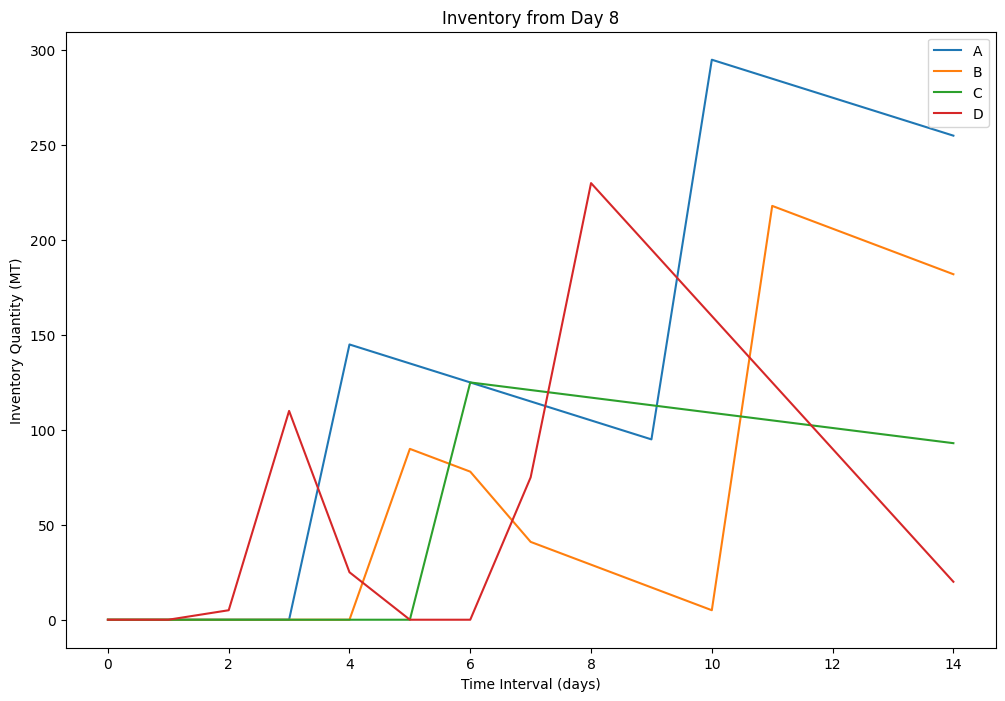 Inventory from Day 8
A
B
C
D
Inventory Quantity (MT)
300
250
200
150
100
50
0
0 2 4 6 8 10 12 14
Time Interval (days)